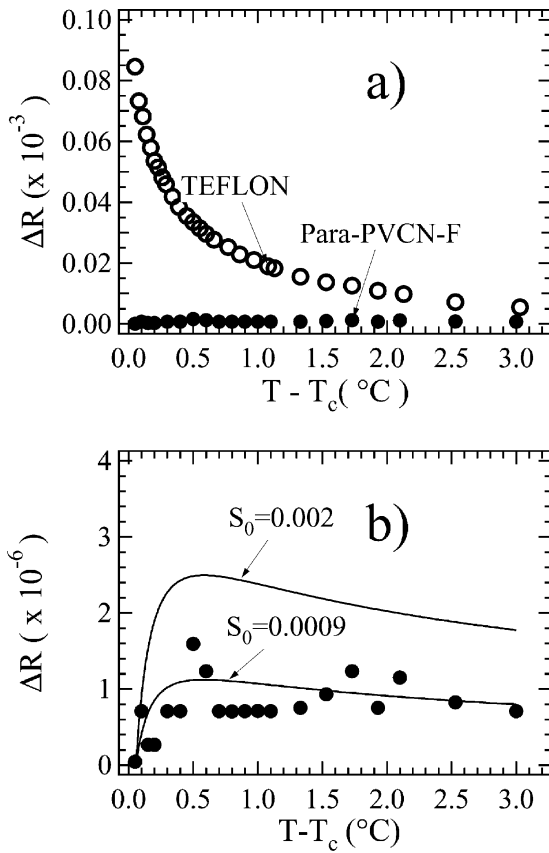 a)
0.10
0.08
0.06
0.04
0.02
0.00
ΔR ( x 10⁻³)
TEFLON
Para-PVCN-F
0.0 0.5 1.0 1.5 2.0 2.5 3.0
T - T_c( °C)
b)
4
3
2
1
0
ΔR ( x 10⁻⁶)
S₀=0.002
S₀=0.0009
0.0 0.5 1.0 1.5 2.0 2.5 3.0
T-T_c (°C)